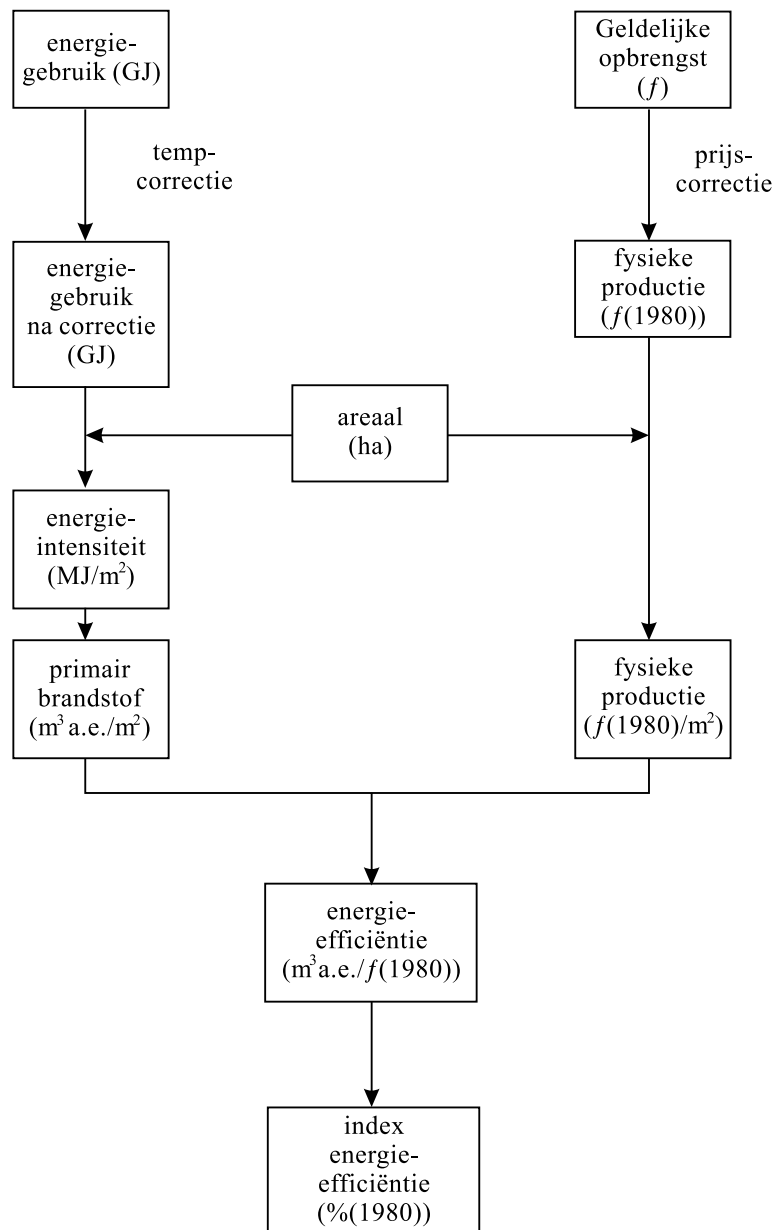 energie-
gebruik (GJ)
Geldelijke
opbrengst
(ƒ)
temp-
correctie
prijs-
correctie
energie-
gebruik
na correctie
(GJ)
fysieke
productie
(ƒ(1980))
areaal
(ha)
energie-
intensiteit
(MJ/m²)
primair
brandstof
(m³ a.e./m²)
fysieke
productie
(ƒ(1980)/m²)
energie-
efficiëntie
(m³a.e./ƒ(1980))
index
energie-
efficiëntie
(%(1980))